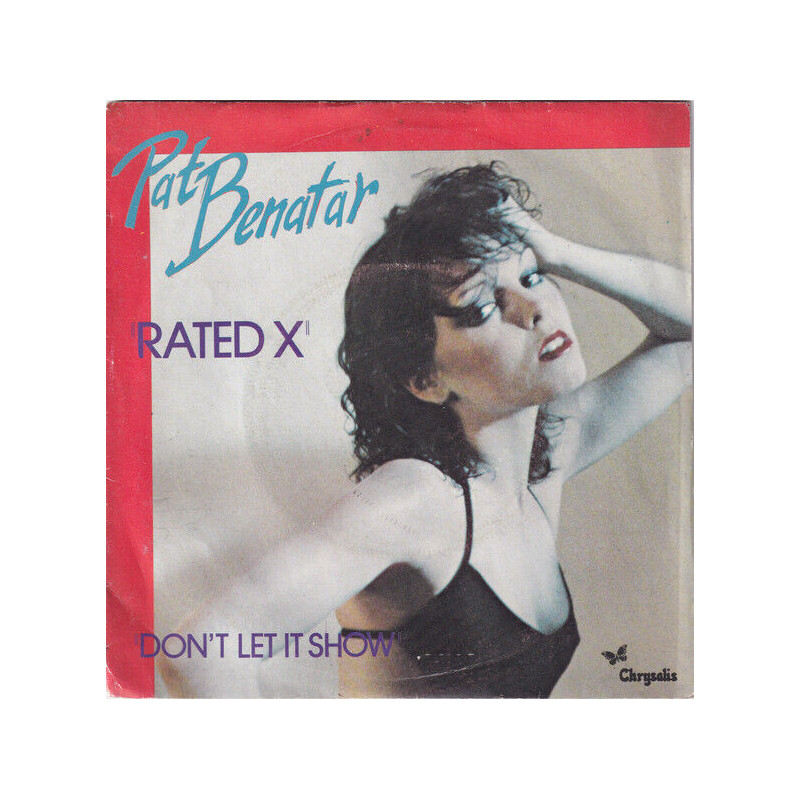 Pat
Benatar
"RATED X"
"DON'T LET IT SHOW"
Chrysalis